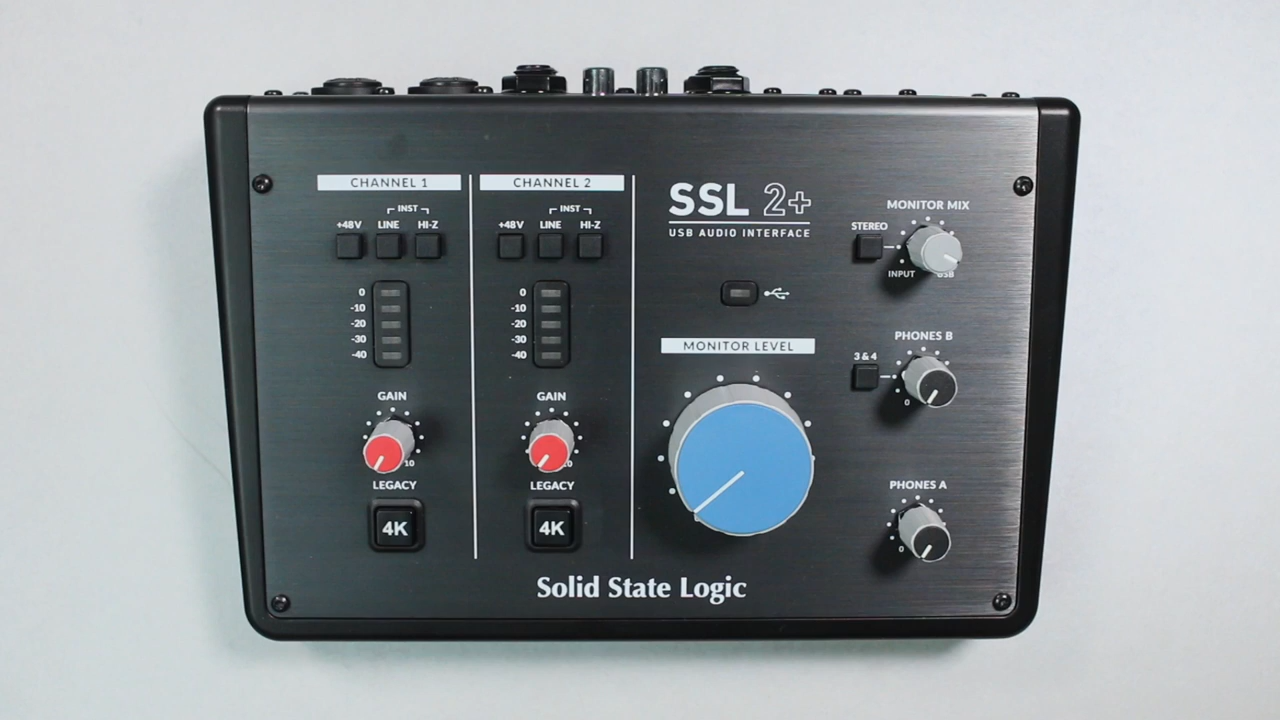 CHANNEL 1
INST
+48V LINE HI-Z
0
-10
-20
-30
-40
GAIN
10
LEGACY
4K
CHANNEL 2
INST
+48V LINE HI-Z
0
-10
-20
-30
-40
GAIN
LEGACY
4K
SSL 2+
USB AUDIO INTERFACE
MONITOR LEVEL
MONITOR MIX
STEREO
INPUT USB
PHONES B
3 & 4
0
PHONES A
0
Solid State Logic